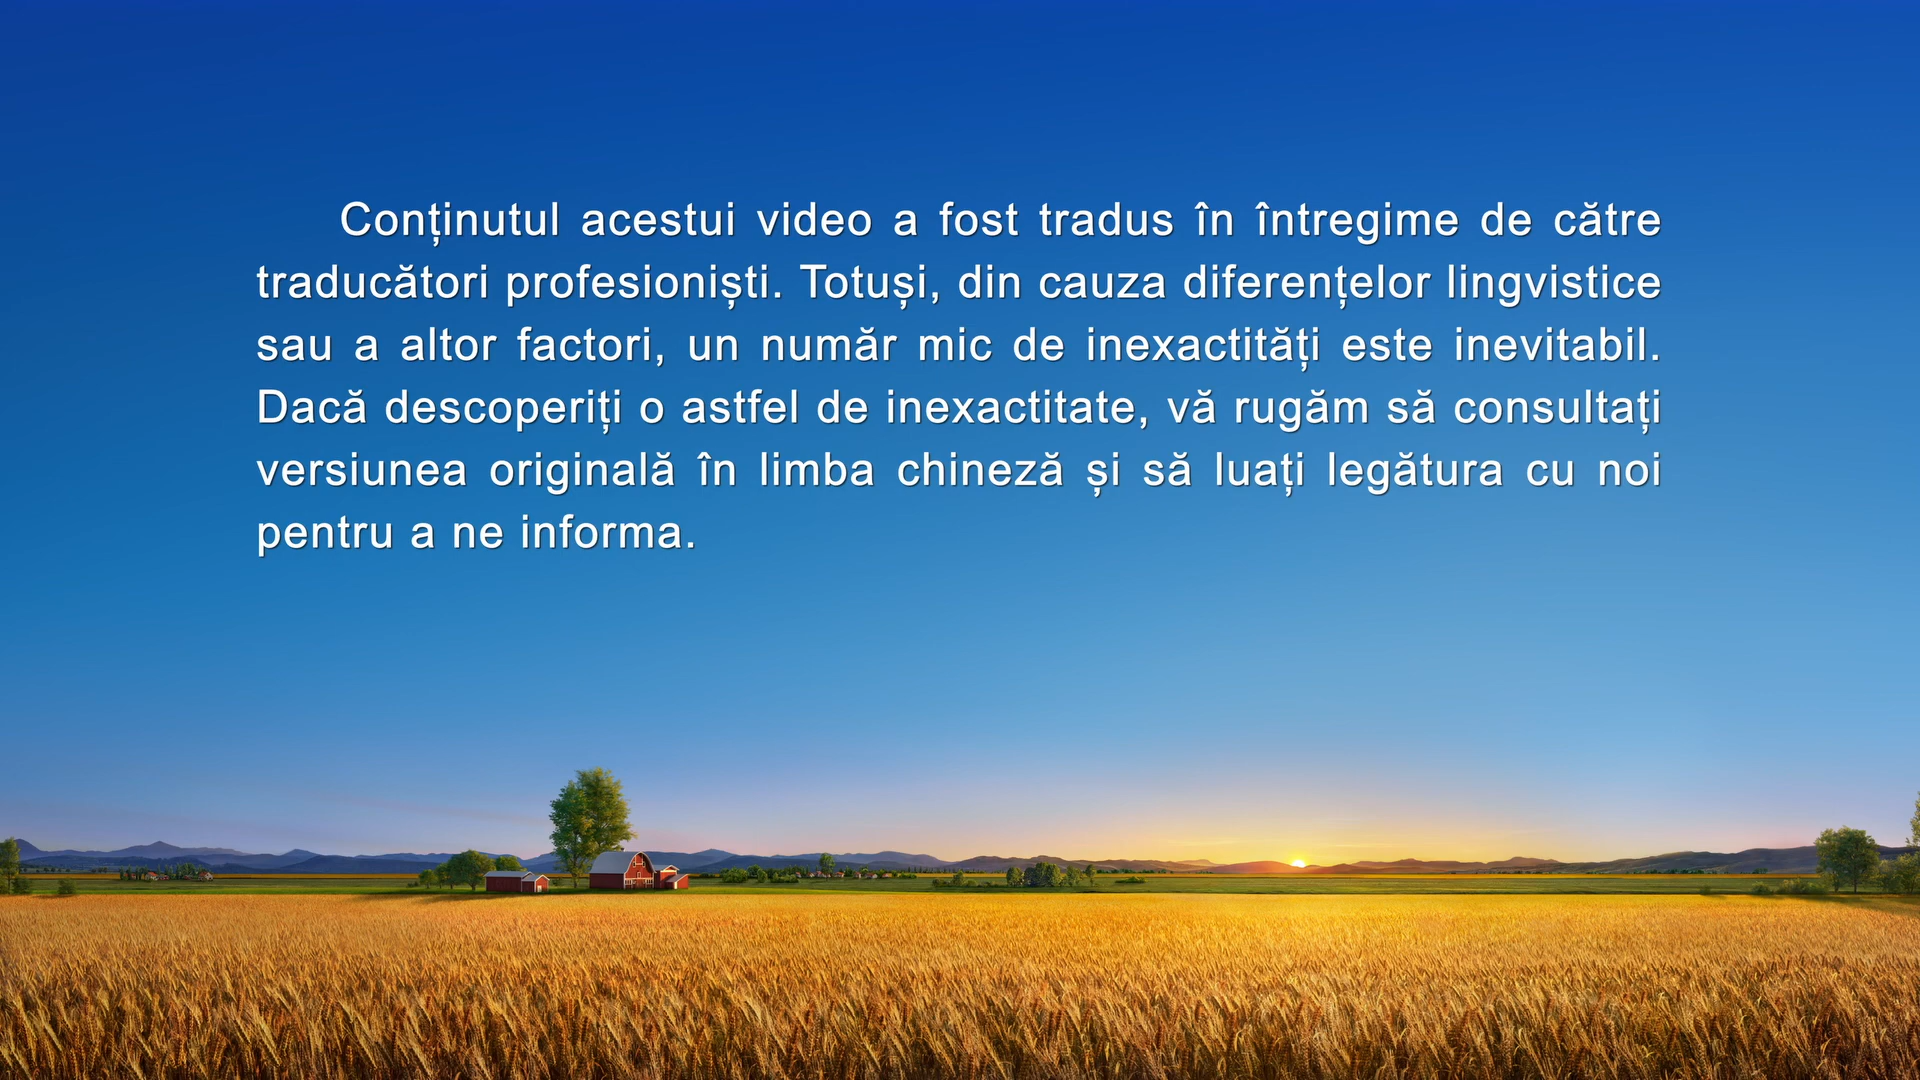 Conținutul acestui video a fost tradus în întregime de către
traducători profesioniști. Totuși, din cauza diferențelor lingvistice
sau a altor factori, un număr mic de inexactități este inevitabil.
Dacă descoperiți o astfel de inexactitate, vă rugăm să consultați
versiunea originală în limba chineză și să luați legătura cu noi
pentru a ne informa.